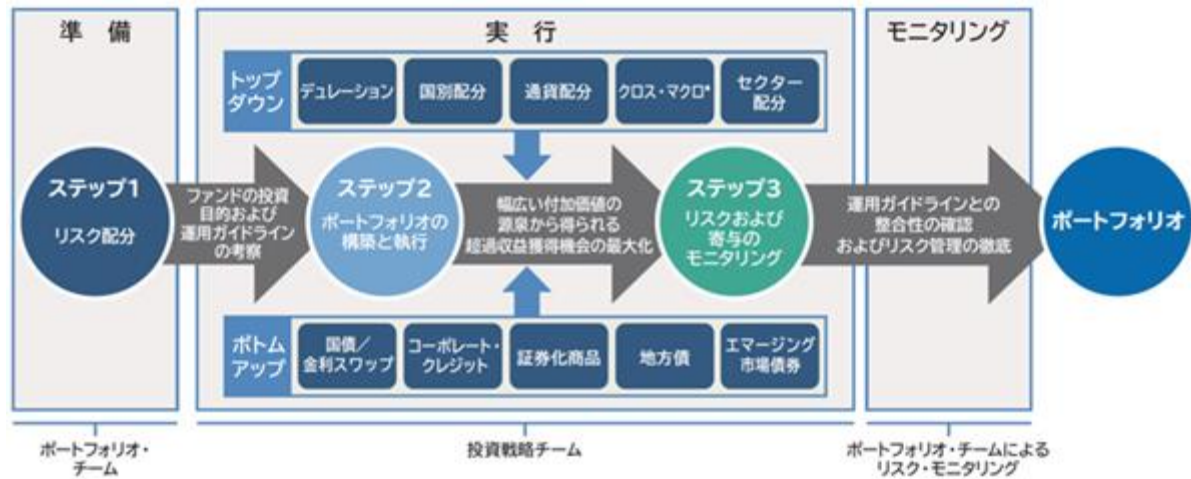 準 備
実 行
モニタリング
トップ
ダウン
デュレーション
国別配分
通貨配分
クロス・マクロ*
セクター
配分
ステップ1
リスク配分
ファンドの投資
目的および
運用ガイドライン
の考察
ステップ2
ポートフォリオの
構築と執行
幅広い付加価値の
源泉から得られる
超過収益獲得機会の最大化
ステップ3
リスクおよび
寄与の
モニタリング
運用ガイドラインとの
整合性の確認
およびリスク管理の徹底
ポートフォリオ
ボトム
アップ
国債／
金利スワップ
コーポレート・
クレジット
証券化商品
地方債
エマージング
市場債券
ポートフォリオ・
チーム
投資戦略チーム
ポートフォリオ・チームによる
リスク・モニタリング